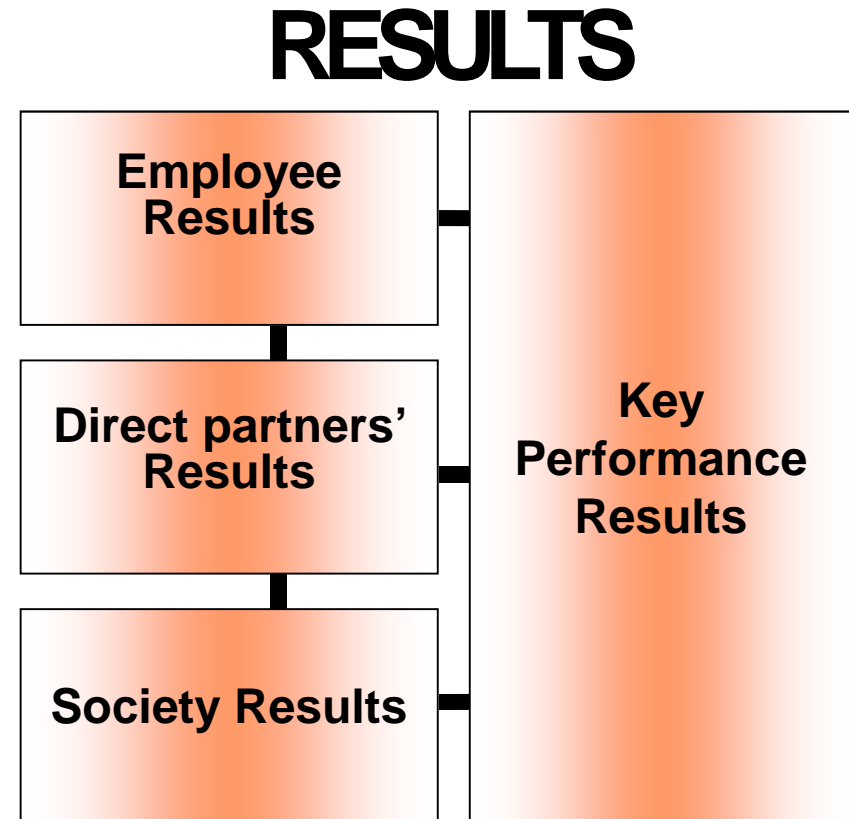 RESULTS
Employee
Results
Direct partners’
Results
Society Results
Key
Performance
Results